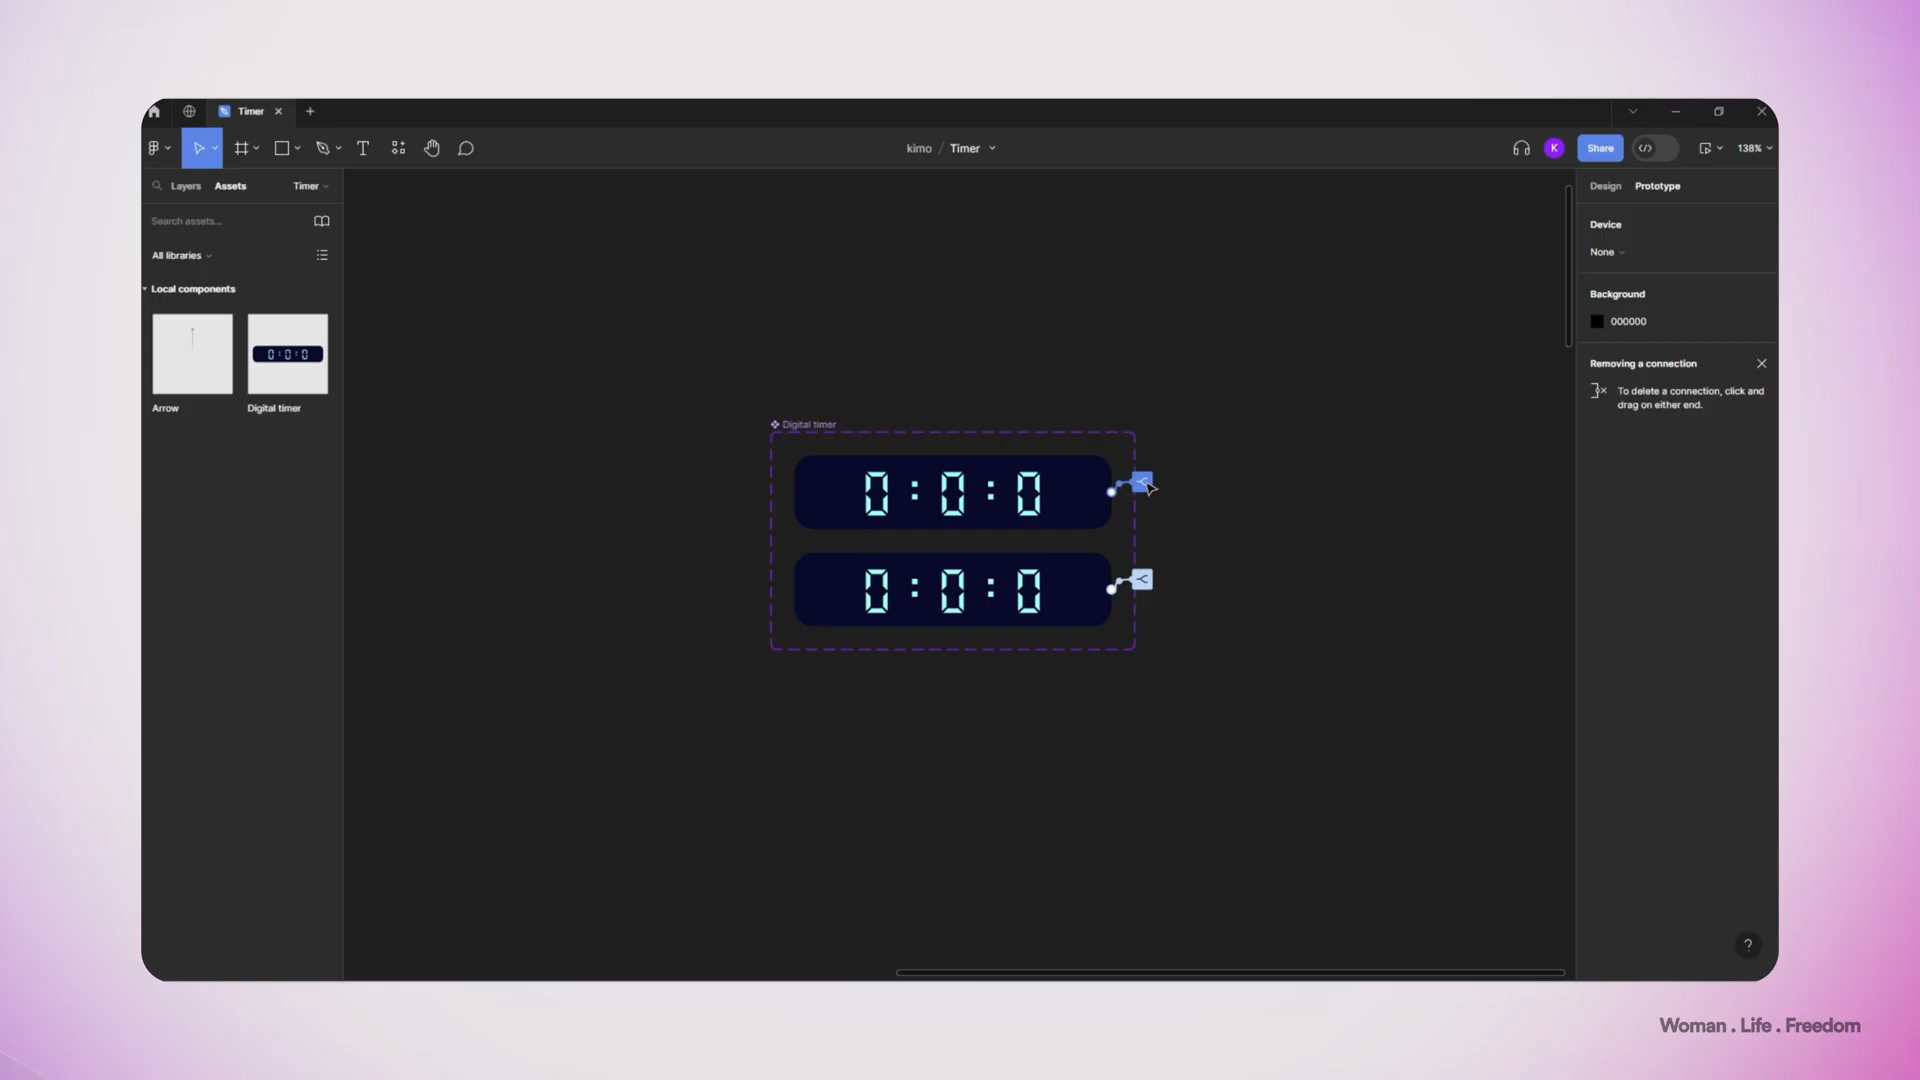 Timer
kimo / Timer
K
Share
138%
Layers
Assets
Timer
Search assets...
All libraries
Local components
0:0:0
Arrow
Digital timer
Digital timer
0:0:0
0:0:0
Design
Prototype
Device
None
Background
000000
Removing a connection
To delete a connection, click and
drag on either end.
?
Woman . Life . Freedom